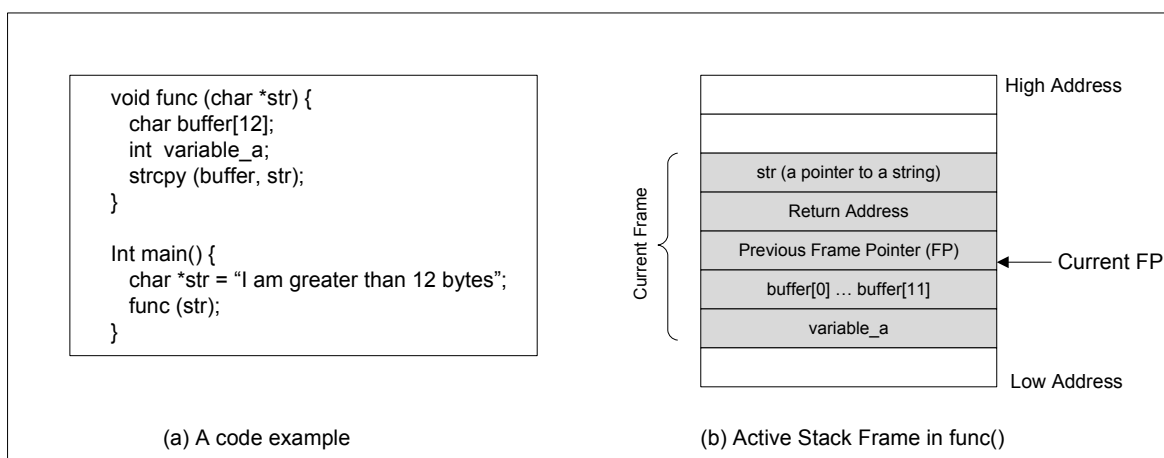 void func (char *str) {
char buffer[12];
int variable_a;
strcpy (buffer, str);
}
Int main() {
char *str = “I am greater than 12 bytes”;
func (str);
}
(a) A code example
High Address
Current Frame
str (a pointer to a string)
Return Address
Previous Frame Pointer (FP)
Current FP
buffer[0] … buffer[11]
variable_a
Low Address
(b) Active Stack Frame in func()